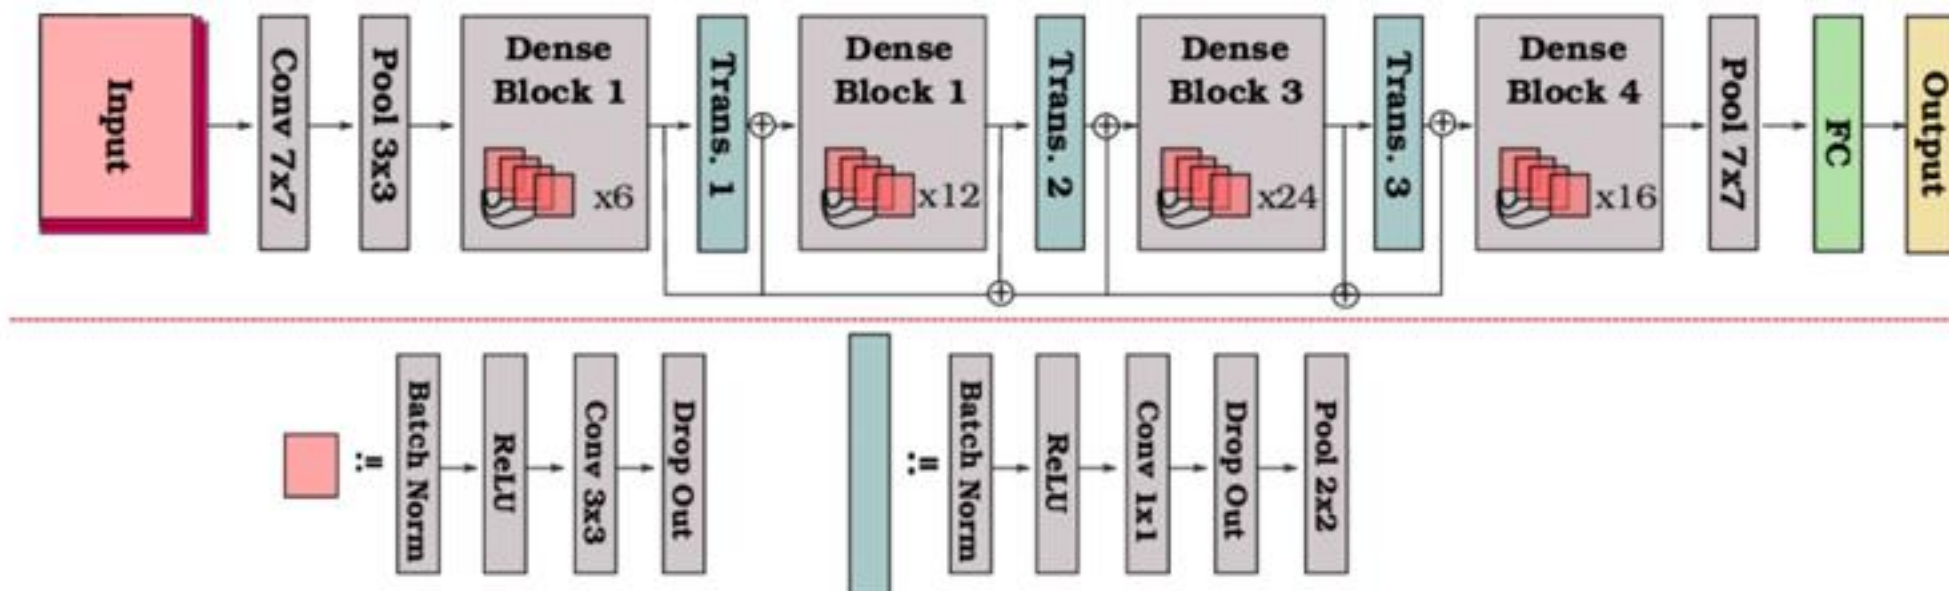 Input
Conv 7x7
Pool 3x3
Dense
Block 1
x6
Trans. 1
Dense
Block 1
x12
Trans. 2
Dense
Block 3
x24
Trans. 3
Dense
Block 4
x16
Pool 7x7
FC
Output
:=
Batch Norm
ReLU
Conv 3x3
Drop Out
:=
Batch Norm
ReLU
Conv 1x1
Drop Out
Pool 2x2